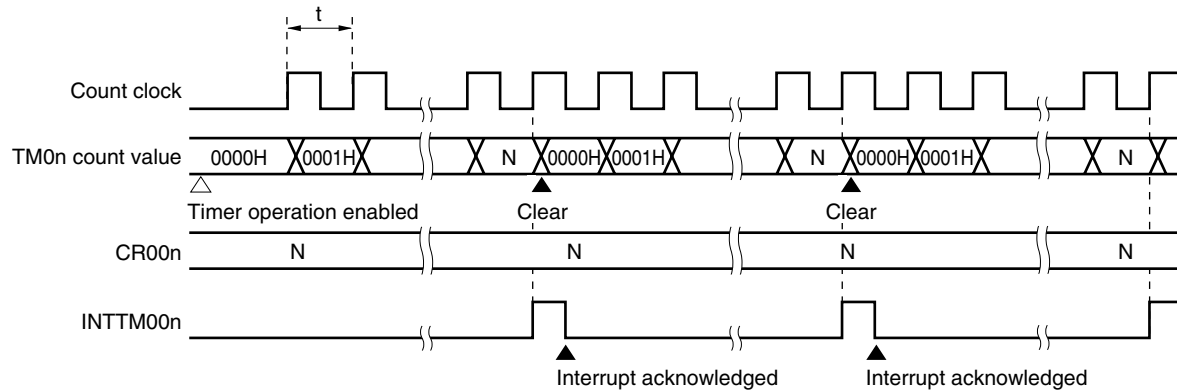 t
Count clock
TM0n count value 0000H 0001H N 0000H 0001H N 0000H 0001H N
Timer operation enabled Clear Clear
CR00n N N N N
INTTM00n
Interrupt acknowledged Interrupt acknowledged